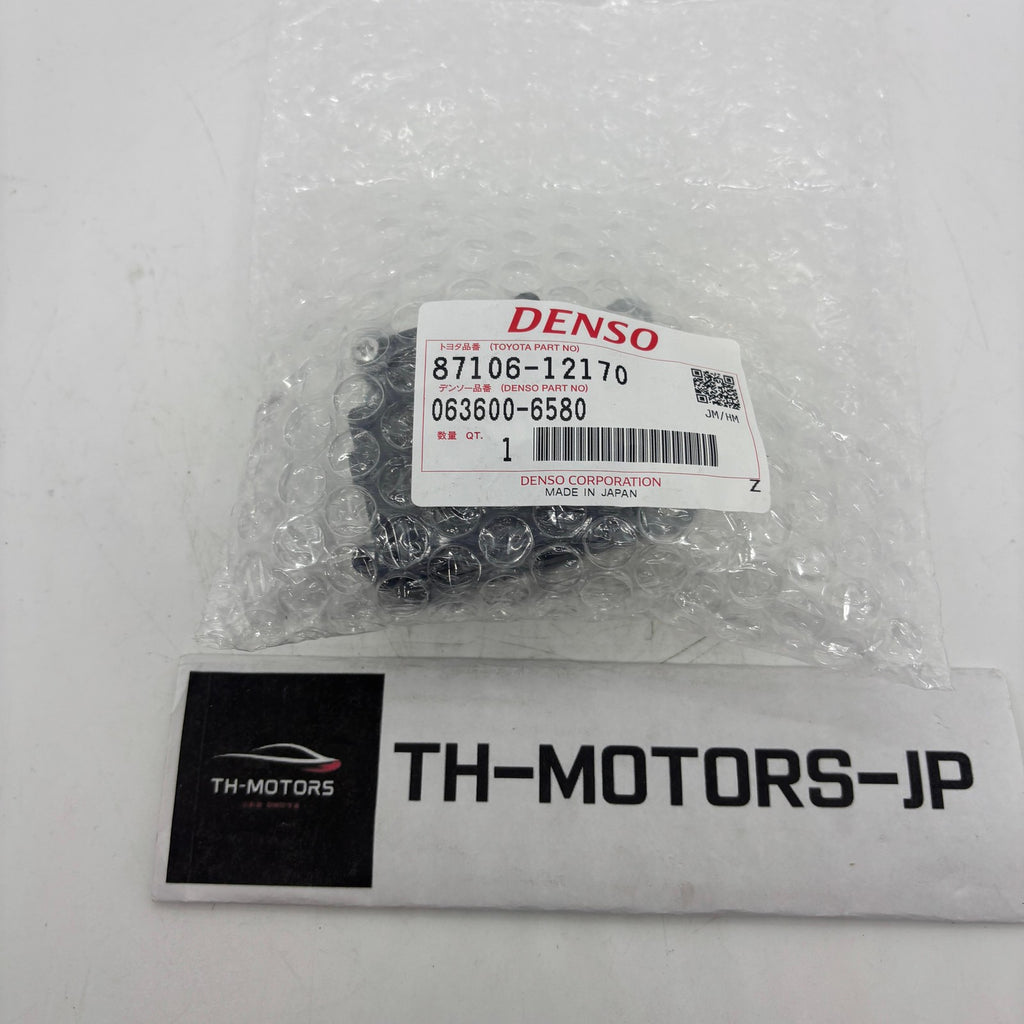 DENSO
トヨタ品番 (TOYOTA PART NO)
87106-12170
デンソー品番 (DENSO PART NO)
063600-6580
JM/HM
数量 QT.
1
DENSO CORPORATION
MADE IN JAPAN
Z
TH-MOTORS
TH-MOTORS-JP